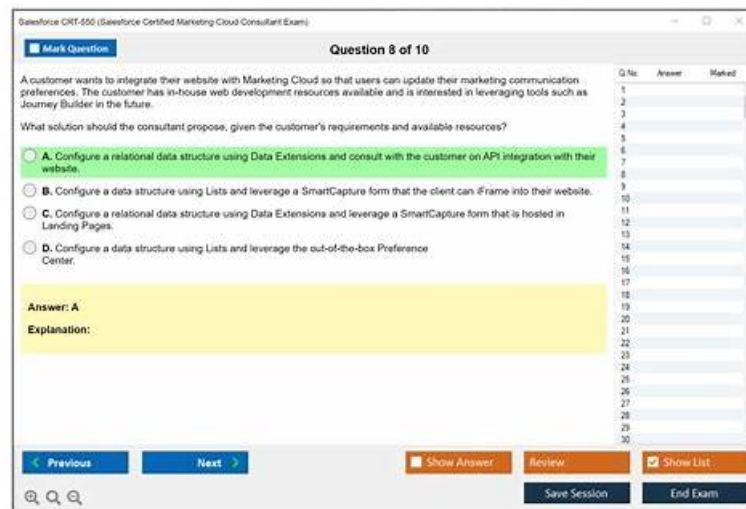 Salesforce CRT-550 (Salesforce Certified Marketing Cloud Consultant Exam)
Mark Question
Question 8 of 10
A customer wants to integrate their website with Marketing Cloud so that users can update their marketing communication
preferences. The customer has in-house web development resources available and is interested in leveraging tools such as
Journey Builder in the future.
What solution should the consultant propose, given the customer's requirements and available resources?
A. Configure a relational data structure using Data Extensions and consult with the customer on API integration with their
website.
B. Configure a data structure using Lists and leverage a SmartCapture form that the client can iFrame into their website.
C. Configure a relational data structure using Data Extensions and leverage a SmartCapture form that is hosted in
Landing Pages.
D. Configure a data structure using Lists and leverage the out-of-the-box Preference
Center.
Answer: A
Explanation:
Q.No. Answer Marked
1
2
3
4
5
6
7
8
9
10
11
12
13
14
15
16
17
18
19
20
21
22
23
24
25
26
27
28
29
30
Previous
Next
Show Answer
Review
Show List
Save Session
End Exam